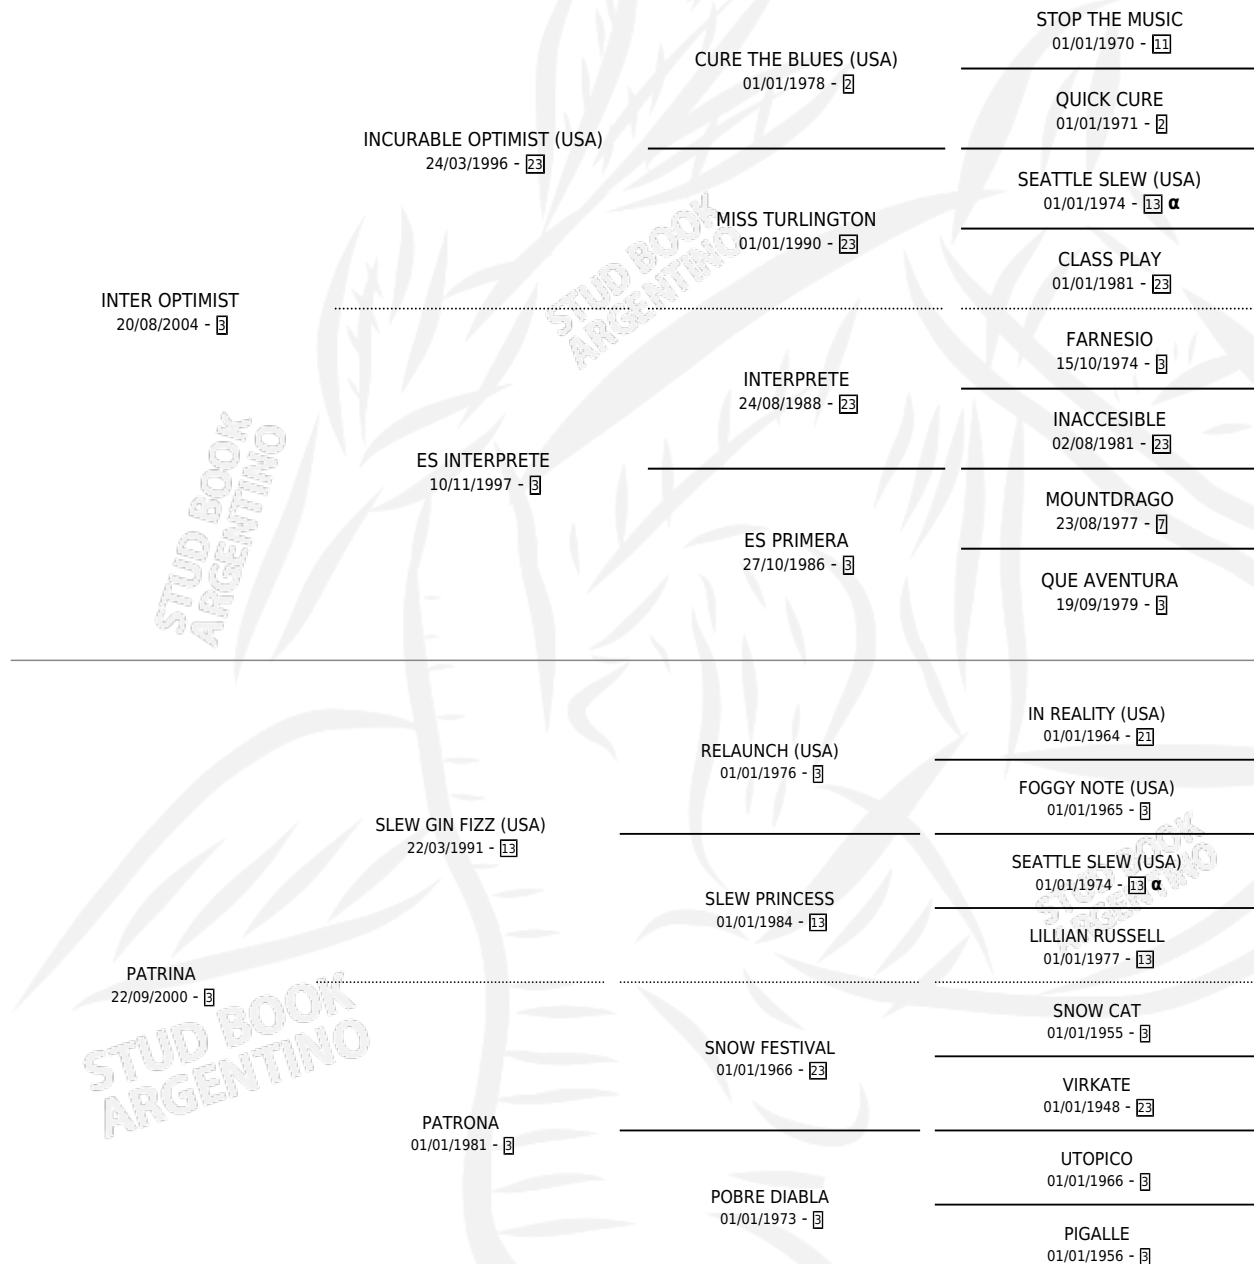 STOP THE MUSIC
01/01/1970 - 11
CURE THE BLUES (USA)
01/01/1978 - 2
QUICK CURE
01/01/1971 - 2
INCURABLE OPTIMIST (USA)
24/03/1996 - 23
SEATTLE SLEW (USA)
01/01/1974 - 13 α
MISS TURLINGTON
01/01/1990 - 23
CLASS PLAY
01/01/1981 - 23
INTER OPTIMIST
20/08/2004 - 3
FARNESIO
15/10/1974 - 3
INTERPRETE
24/08/1988 - 23
INACCESIBLE
02/08/1981 - 23
ES INTERPRETE
10/11/1997 - 3
MOUNTDRAGO
23/08/1977 - 7
ES PRIMERA
27/10/1986 - 3
QUE AVENTURA
19/09/1979 - 3
IN REALITY (USA)
01/01/1964 - 21
RELAUNCH (USA)
01/01/1976 - 3
FOGGY NOTE (USA)
01/01/1965 - 3
SLEW GIN FIZZ (USA)
22/03/1991 - 13
SEATTLE SLEW (USA)
01/01/1974 - 13 α
SLEW PRINCESS
01/01/1984 - 13
LILLIAN RUSSELL
01/01/1977 - 13
PATRINA
22/09/2000 - 3
SNOW CAT
01/01/1955 - 3
SNOW FESTIVAL
01/01/1966 - 23
VIRKATE
01/01/1948 - 23
PATRONA
01/01/1981 - 3
UTOPICO
01/01/1966 - 3
POBRE DIABLA
01/01/1973 - 3
PIGALLE
01/01/1956 - 3
STUD BOOK
ARGENTINO
STUD BOOK
ARGENTINO
STUD BOOK
ARGENTINO
STUD BOOK
ARGENTINO